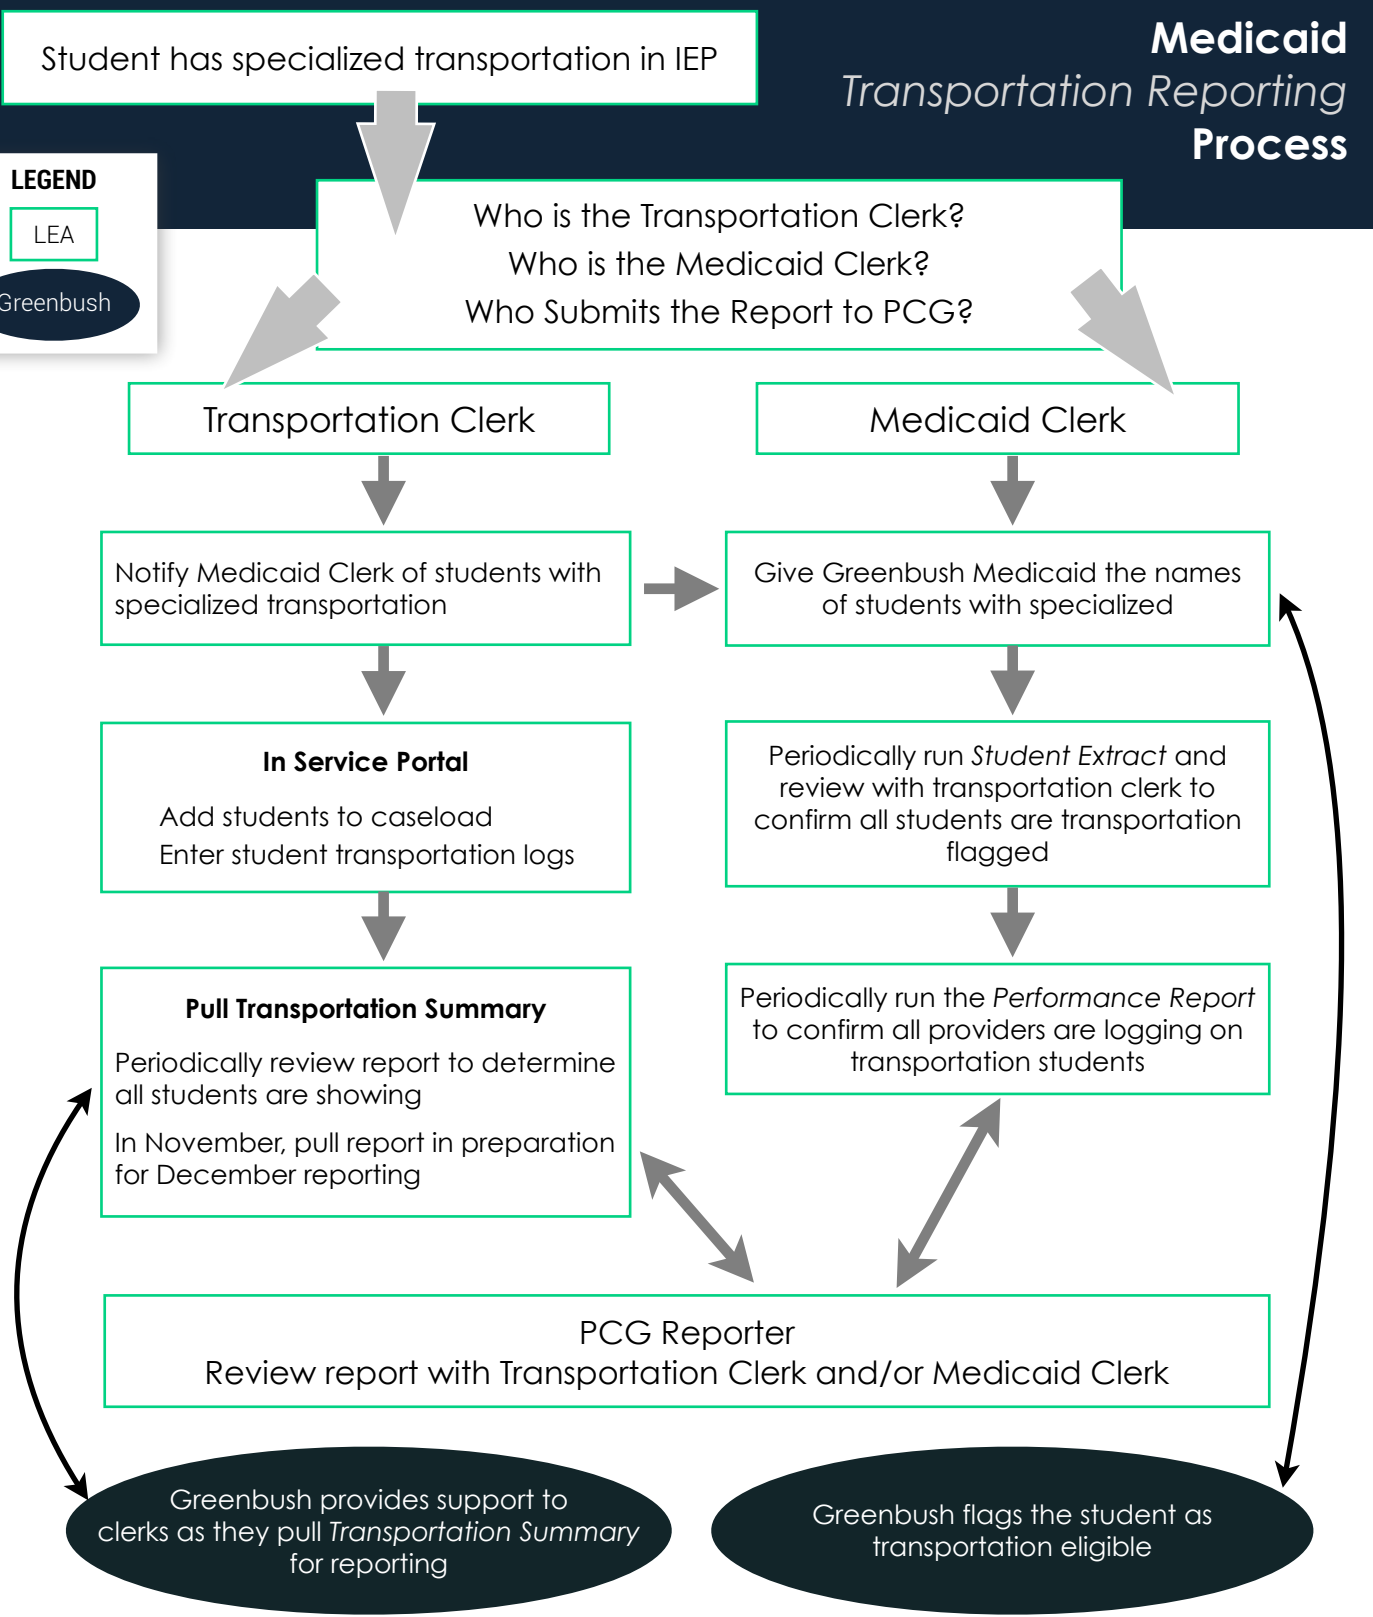 Student has specialized transportation in IEP
Medicaid
Transportation Reporting
Process
LEGEND
LEA
Greenbush
Who is the Transportation Clerk?
Who is the Medicaid Clerk?
Who Submits the Report to PCG?
Transportation Clerk
Medicaid Clerk
Notify Medicaid Clerk of students with
specialized transportation
Give Greenbush Medicaid the names
of students with specialized
In Service Portal
Add students to caseload
Enter student transportation logs
Periodically run Student Extract and
review with transportation clerk to
confirm all students are transportation
flagged
Pull Transportation Summary
Periodically review report to determine
all students are showing
In November, pull report in preparation
for December reporting
Periodically run the Performance Report
to confirm all providers are logging on
transportation students
PCG Reporter
Review report with Transportation Clerk and/or Medicaid Clerk
Greenbush provides support to
clerks as they pull Transportation Summary
for reporting
Greenbush flags the student as
transportation eligible